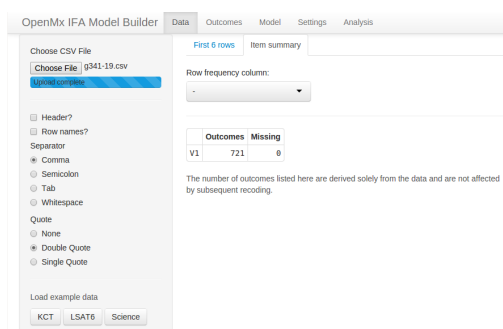 OpenMx IFA Model Builder Data Outcomes Model Settings Analysis
Choose CSV File
Choose File g341-19.csv
Upload complete
Header?
Row names?
Separator
Comma
Semicolon
Tab
Whitespace
Quote
None
Double Quote
Single Quote
Load example data
KCT LSAT6 Science
First 6 rows Item summary
Row frequency column:
-
Outcomes Missing
V1 721 0
The number of outcomes listed here are derived solely from the data and are not affected
by subsequent recoding.